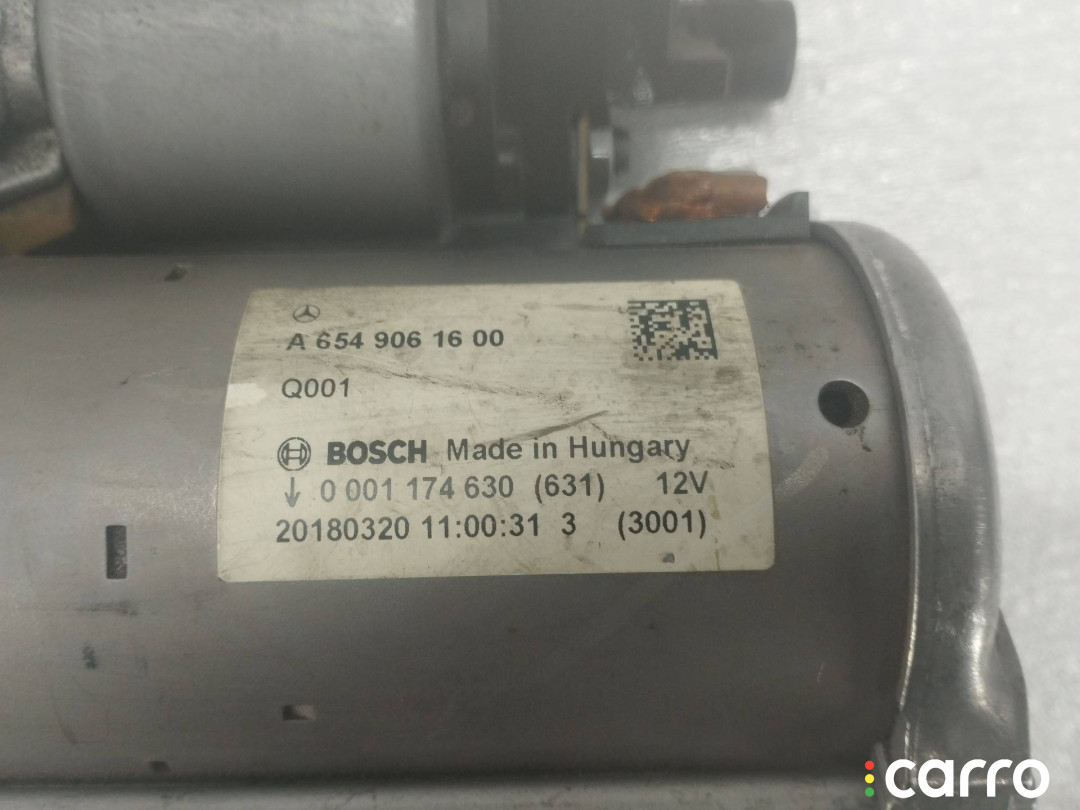 A 654 906 16 00
Q001
BOSCH Made in Hungary
↓ 0 001 174 630 (631) 12V
20180320 11:00:31 3 (3001)
carro